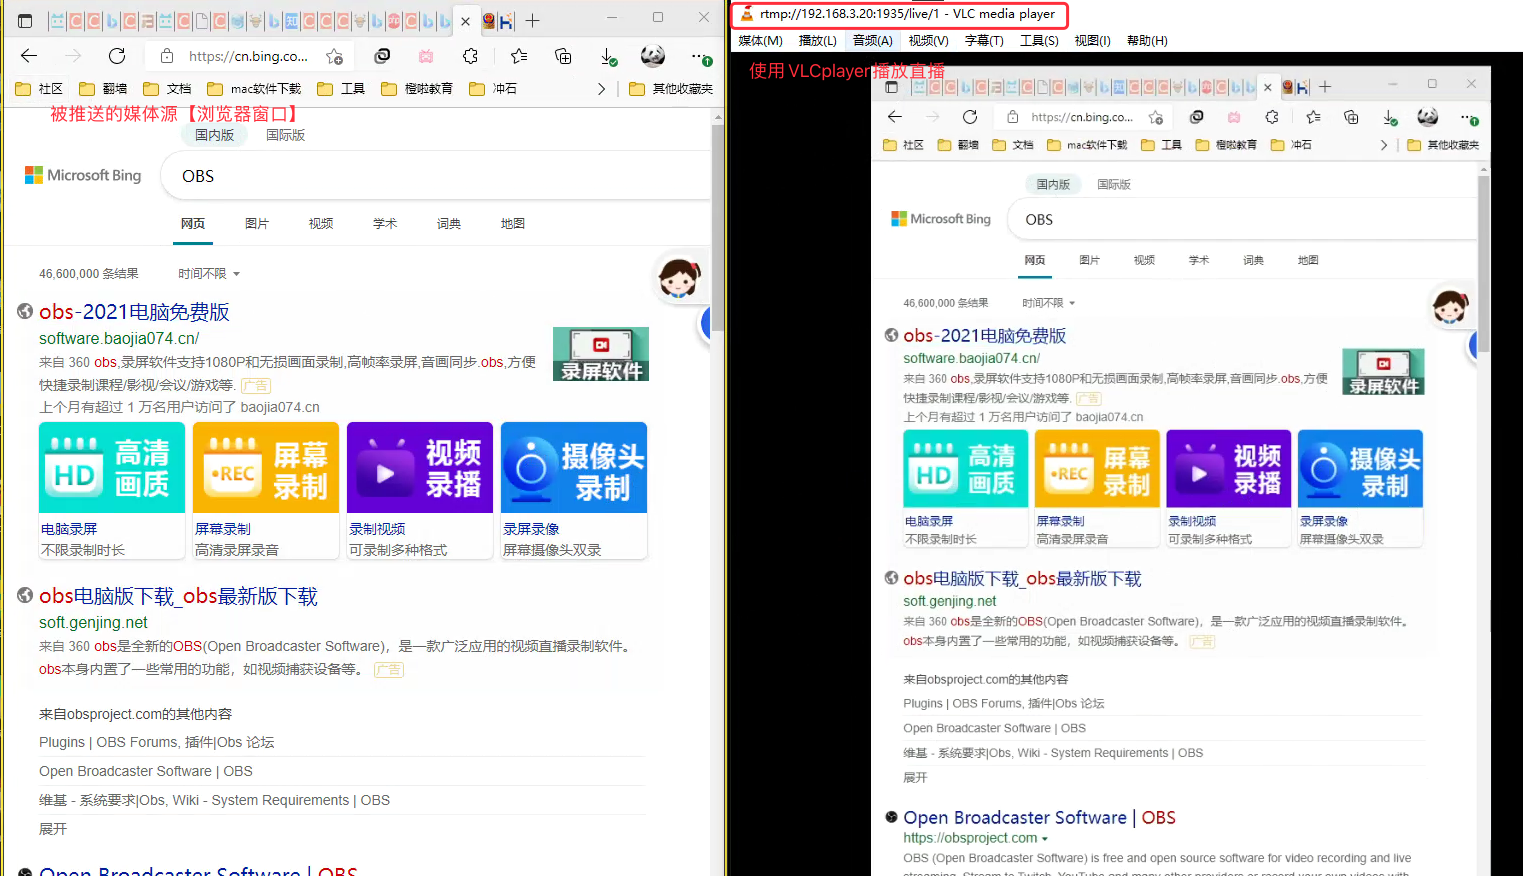 https://cn.bing.co...
社区
翻墙
文档
mac软件下载
工具
橙啦教育
冲石
其他收藏夹
被推送的媒体源【浏览器窗口】
国内版
国际版
Microsoft Bing
OBS
网页
图片
视频
学术
词典
地图
46,600,000 条结果
时间不限
obs-2021电脑免费版
software.baojia074.cn/
来自 360 obs,录屏软件支持1080P和无损画面录制,高帧率录屏,音画同步.obs,方便
快捷录制课程/影视/会议/游戏等. 广告
上个月有超过 1 万名用户访问了 baojia074.cn
录屏软件
HD 高清画质
•REC 屏幕录制
视频录播
摄像头录制
电脑录屏
不限录制时长
屏幕录制
高清录屏录音
录制视频
可录制多种格式
录屏录像
屏幕摄像头双录
obs电脑版下载_obs最新版下载
soft.genjing.net
来自 360 obs是全新的OBS(Open Broadcaster Software)，是一款广泛应用的视频直播录制软件。
obs本身内置了一些常用的功能，如视频捕获设备等。 广告
来自obsproject.com的其他内容
Plugins | OBS Forums, 插件|Obs 论坛
Open Broadcaster Software | OBS
维基 - 系统要求|Obs, Wiki - System Requirements | OBS
展开
Open Broadcaster Software | OBS
rtmp://192.168.3.20:1935/live/1 - VLC media player
媒体(M)
播放(L)
音频(A)
视频(V)
字幕(T)
工具(S)
视图(I)
帮助(H)
使用 VLCplayer播放直播
https://cn.bing.co...
社区
翻墙
文档
mac软件下载
工具
橙啦教育
冲石
其他收藏夹
国内版
国际版
Microsoft Bing
OBS
网页
图片
视频
学术
词典
地图
46,600,000 条结果
时间不限
obs-2021电脑免费版
software.baojia074.cn/
来自 360 obs,录屏软件支持1080P和无损画面录制,高帧率录屏,音画同步.obs,方便
快捷录制课程/影视/会议/游戏等. 广告
上个月有超过 1 万名用户访问了 baojia074.cn
录屏软件
HD 高清画质
•REC 屏幕录制
视频录播
摄像头录制
电脑录屏
不限录制时长
屏幕录制
高清录屏录音
录制视频
可录制多种格式
录屏录像
屏幕摄像头双录
obs电脑版下载_obs最新版下载
soft.genjing.net
来自 360 obs是全新的OBS(Open Broadcaster Software)，是一款广泛应用的视频直播录制软件。
obs本身内置了一些常用的功能，如视频捕获设备等。 广告
来自obsproject.com的其他内容
Plugins | OBS Forums, 插件|Obs 论坛
Open Broadcaster Software | OBS
维基 - 系统要求|Obs, Wiki - System Requirements | OBS
展开
Open Broadcaster Software | OBS
https://obsproject.com
OBS (Open Broadcaster Software) is free and open source software for video recording and live
streaming. Stream to Twitch, YouTube and many other providers or record your own videos with